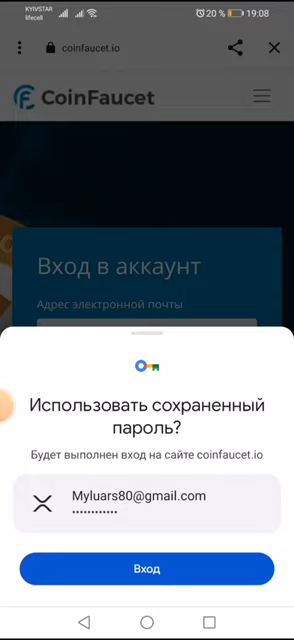 KYIVSTAR
lifecell
20 % 19:08
coinfaucet.io
CoinFaucet
Вход в аккаунт
Адрес электронной почты
Использовать сохраненный
пароль?
Будет выполнен вход на сайте coinfaucet.io
Myluars80@gmail.com
••••••••••••
Вход